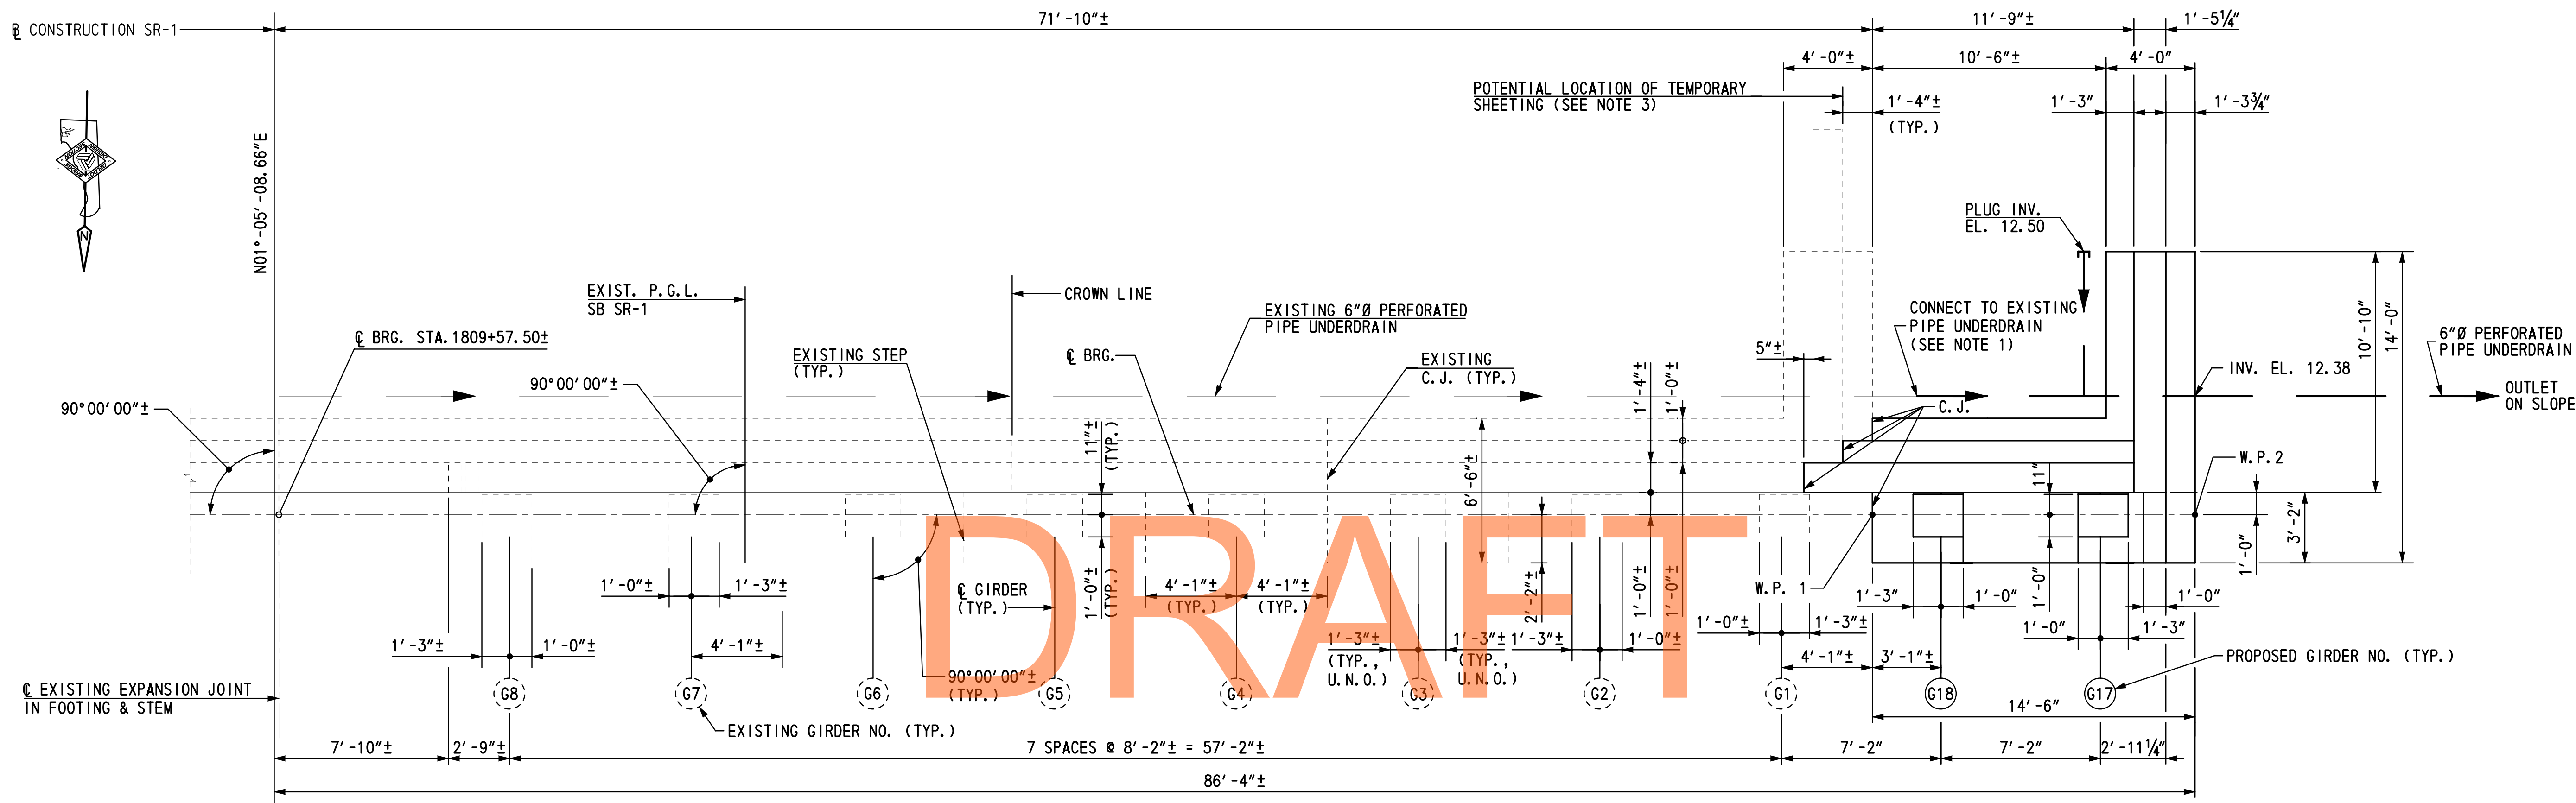 ℄ CONSTRUCTION SR-1
71'-10"±
11'-9"±
1'-5¼"
4'-0"±
10'-6"±
4'-0"
POTENTIAL LOCATION OF TEMPORARY
SHEETING (SEE NOTE 3)
1'-4"±
(TYP.)
1'-3"
1'-3¾"
N01°-05'-08.66"E
N
PLUG INV.
EL. 12.50
EXIST. P.G.L.
SB SR-1
CROWN LINE
EXISTING 6"Ø PERFORATED
PIPE UNDERDRAIN
CONNECT TO EXISTING
PIPE UNDERDRAIN
(SEE NOTE 1)
10'-10"
14'-0"
6"Ø PERFORATED
PIPE UNDERDRAIN
℄ BRG. STA.1809+57.50±
EXISTING STEP
(TYP.)
℄ BRG.
EXISTING
C.J. (TYP.)
5"±
1'-4"±
1'-0"±
INV. EL. 12.38
OUTLET
ON SLOPE
90°00'00"±
90°00'00"±
C.J.
11"±
(TYP.)
6'-6"±
11"
W.P.2
2'-2"±
1'-0"±
1'-0"±
1'-0"±
(TYP.)
1'-0"
1'-0"
3'-2"
DRAFT
1'-0"±
1'-3"±
℄ GIRDER
(TYP.)
4'-1"±
(TYP.)
4'-1"±
(TYP.)
W.P. 1
1'-3"
1'-0"
1'-0"
1'-3"±
1'-0"±
4'-1"±
1'-3"±
(TYP.,
U.N.O.)
1'-3"±
(TYP.,
U.N.O.)
1'-3"±
1'-0"±
1'-0"±
1'-3"±
1'-0"
1'-3"
4'-1"±
3'-1"±
PROPOSED GIRDER NO. (TYP.)
90°00'00"±
(TYP.)
℄ EXISTING EXPANSION JOINT
IN FOOTING & STEM
G8
G7
G6
G5
G4
G3
G2
G1
G18
G17
14'-6"
EXISTING GIRDER NO. (TYP.)
7'-10"±
2'-9"±
7 SPACES @ 8'-2"± = 57'-2"±
7'-2"
7'-2"
2'-11¼"
86'-4"±